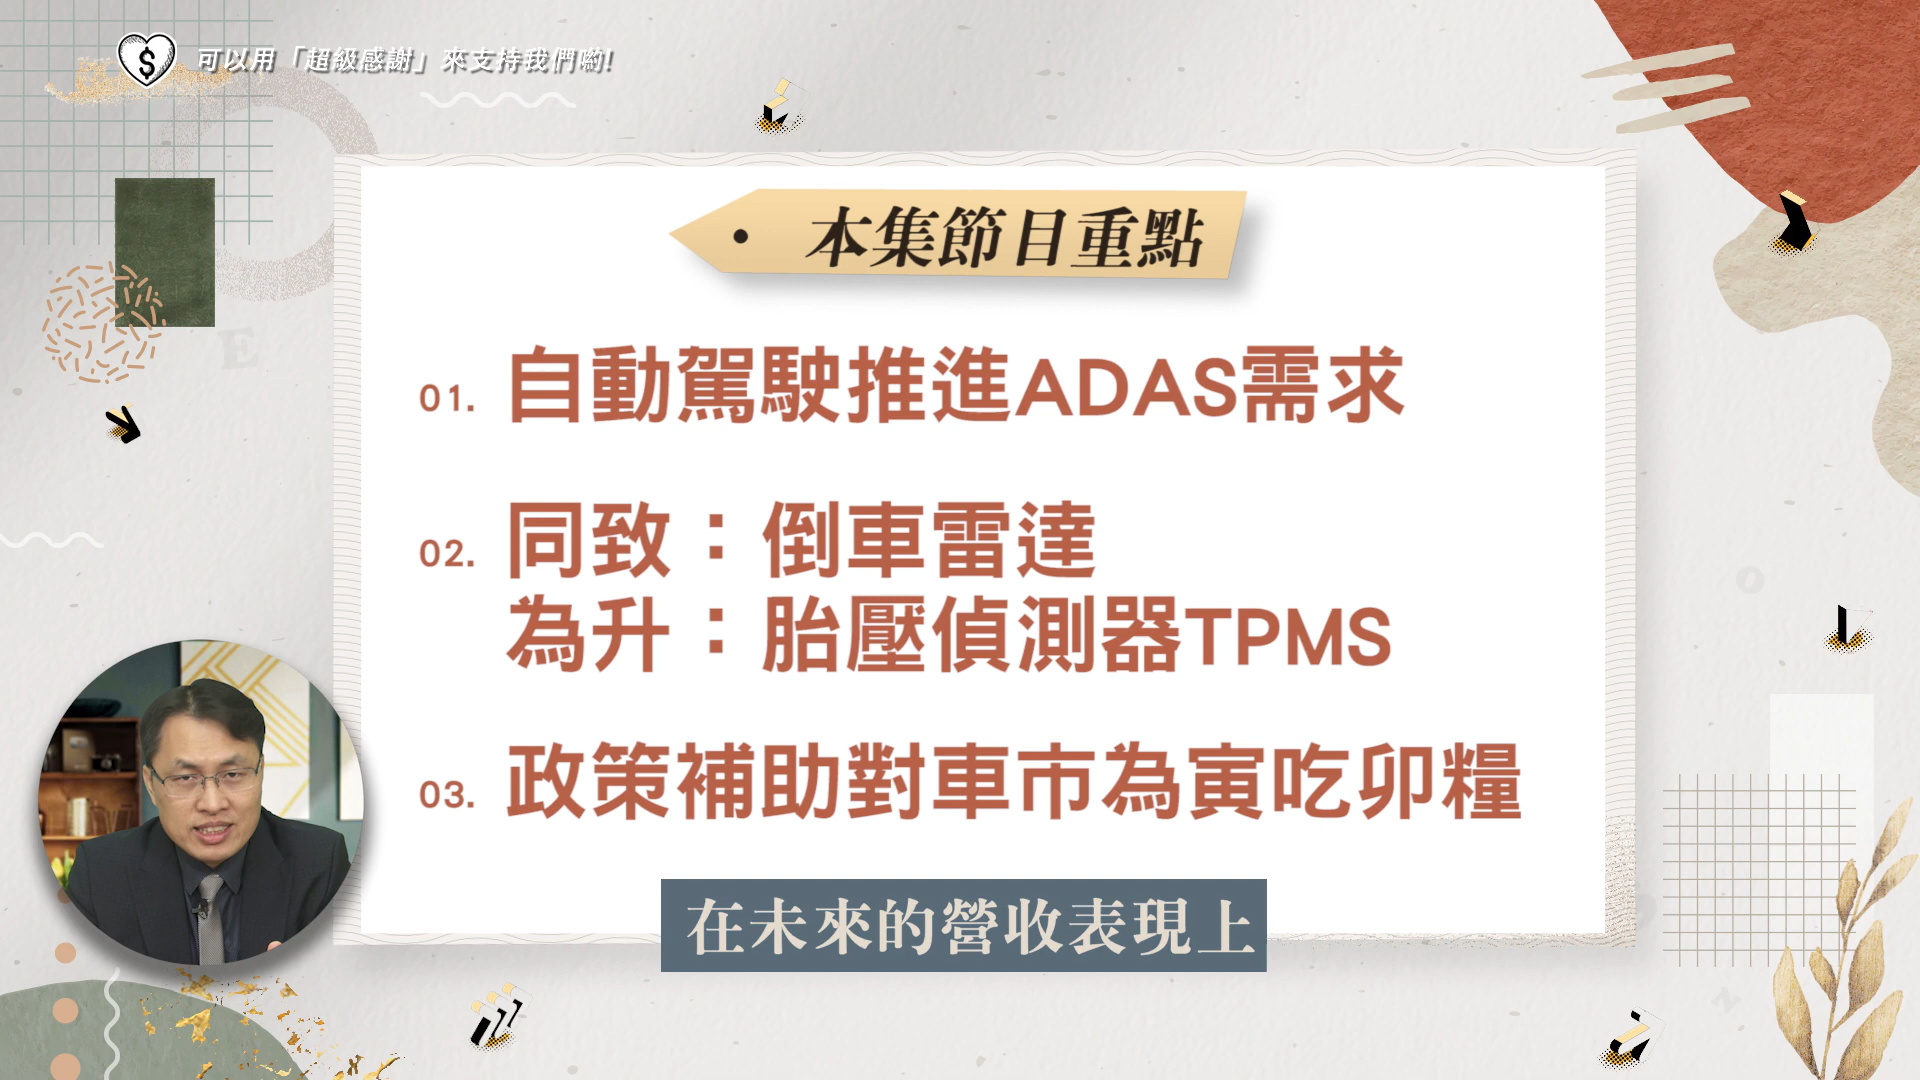 可以用「超級感謝」來支持我們喲!
本集節目重點
01. 自動駕駛推進ADAS需求
02. 同致：倒車雷達
為升：胎壓偵測器TPMS
03. 政策補助對車市為寅吃卯糧
在未來的營收表現上